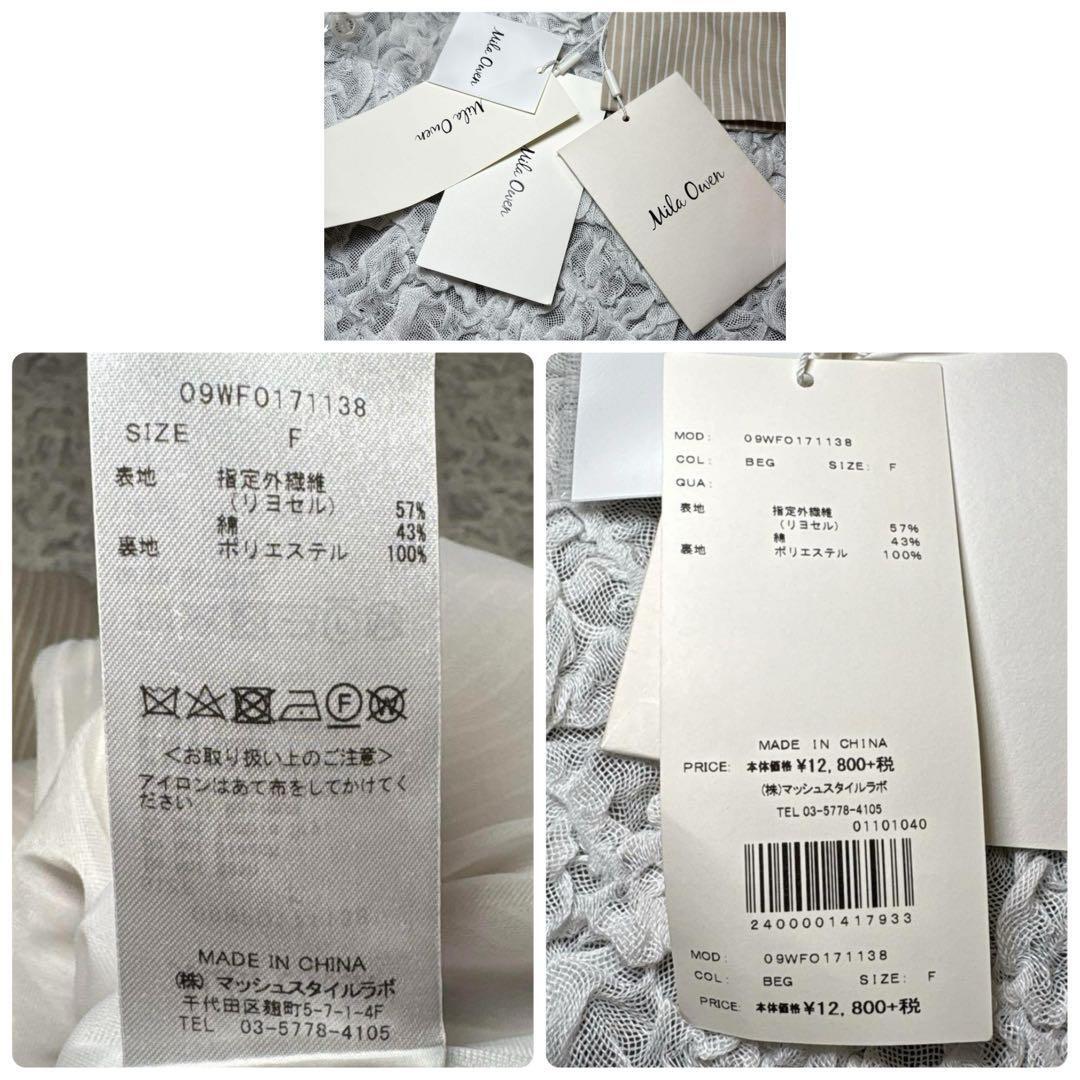 Mila Owen
Mila Owen
Mila Owen
Mila Owen
09WFO171138
SIZE F
表地 指定外繊維
(リヨセル) 57%
綿 43%
裏地 ポリエステル 100%
F
W
<お取り扱い上のご注意>
アイロンはあて布をしてかけてく
ださい
MADE IN CHINA
(株) マッシュスタイルラボ
千代田区麹町5-7-1-4F
TEL 03-5778-4105
MOD: 09WFO171138
COL: BEG SIZE: F
QUA:
表地 指定外繊維
(リヨセル) 57%
綿 43%
裏地 ポリエステル 100%
MADE IN CHINA
PRICE: 本体価格 ¥12,800+税
(株)マッシュスタイルラボ
TEL 03-5778-4105
01101040
2400001417933
MOD: 09WFO171138
COL: BEG SIZE: F
PRICE: 本体価格 ¥12,800+税